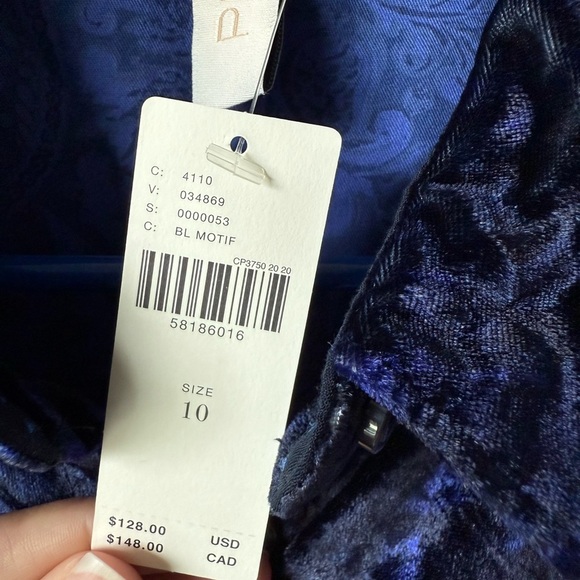 C: 4110
V: 034869
S: 0000053
C: BL MOTIF
CP3750 20 20
58186016
SIZE
10
$128.00 USD
$148.00 CAD